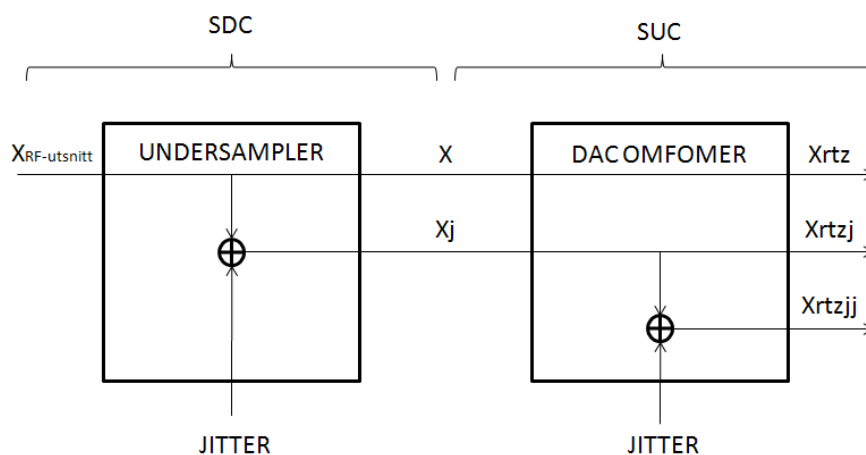 SDC
SUC
XRF-utsnitt
UNDERSAMPLER
X
DAC OMFOMER
Xrtz
Xj
Xrtzj
Xrtzjj
JITTER
JITTER